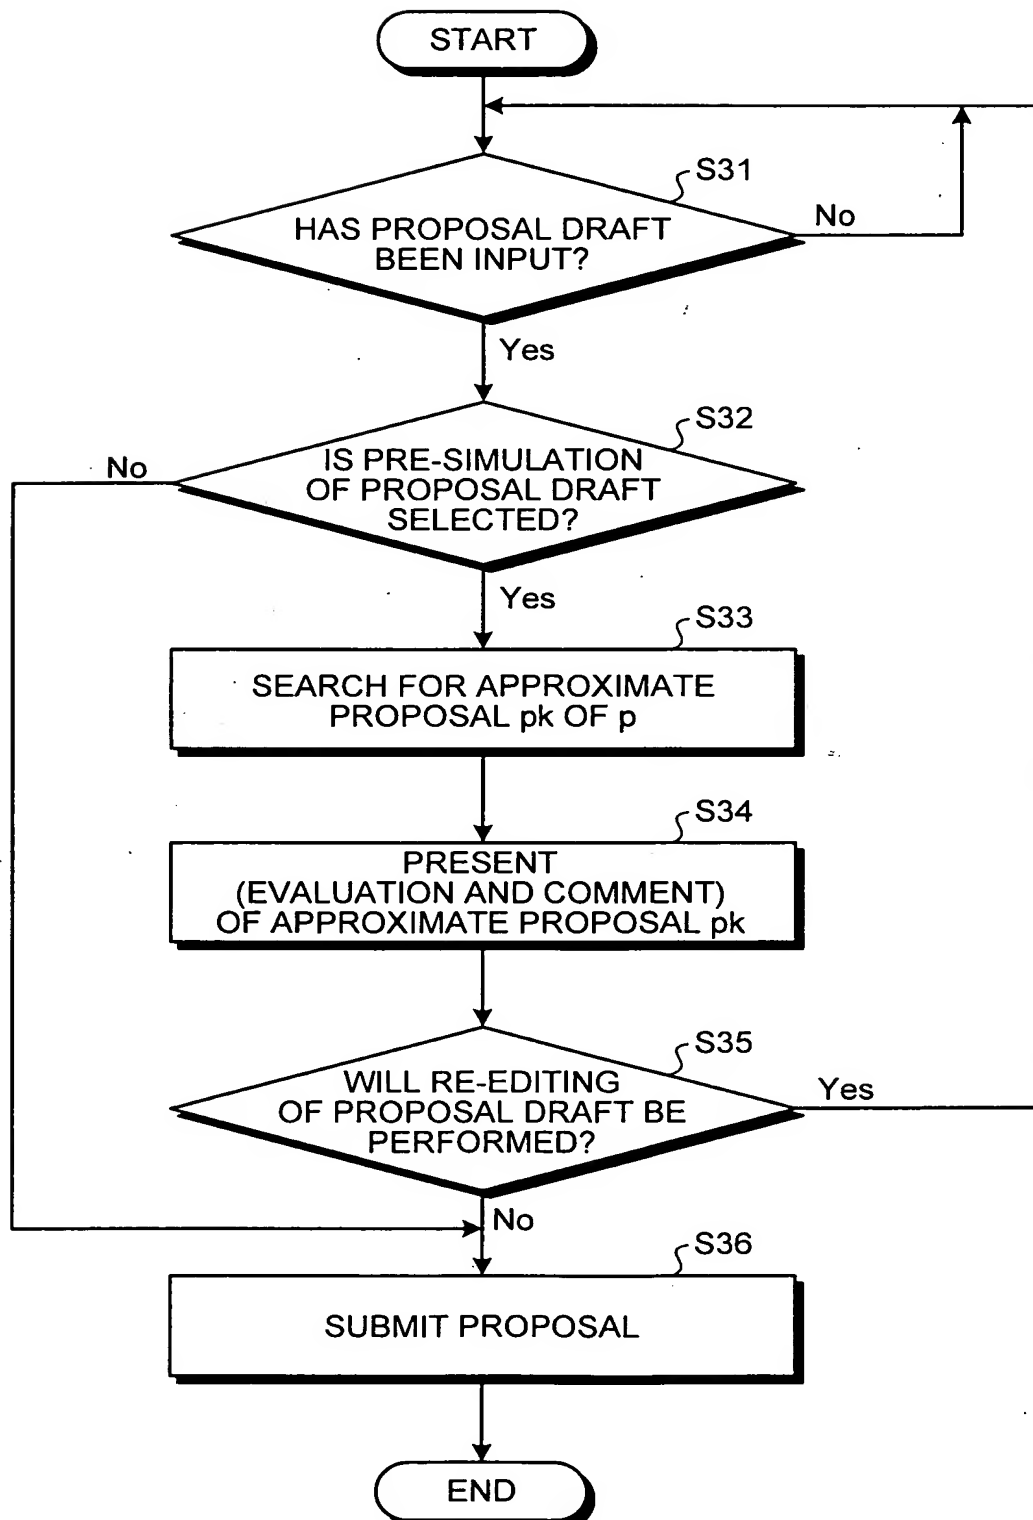 START
S31
HAS PROPOSAL DRAFT
BEEN INPUT?
No
Yes
S32
No
IS PRE-SIMULATION
OF PROPOSAL DRAFT
SELECTED?
Yes
S33
SEARCH FOR APPROXIMATE
PROPOSAL pk OF p
S34
PRESENT
(EVALUATION AND COMMENT)
OF APPROXIMATE PROPOSAL pk
S35
WILL RE-EDITING
OF PROPOSAL DRAFT BE
PERFORMED?
Yes
No
S36
SUBMIT PROPOSAL
END